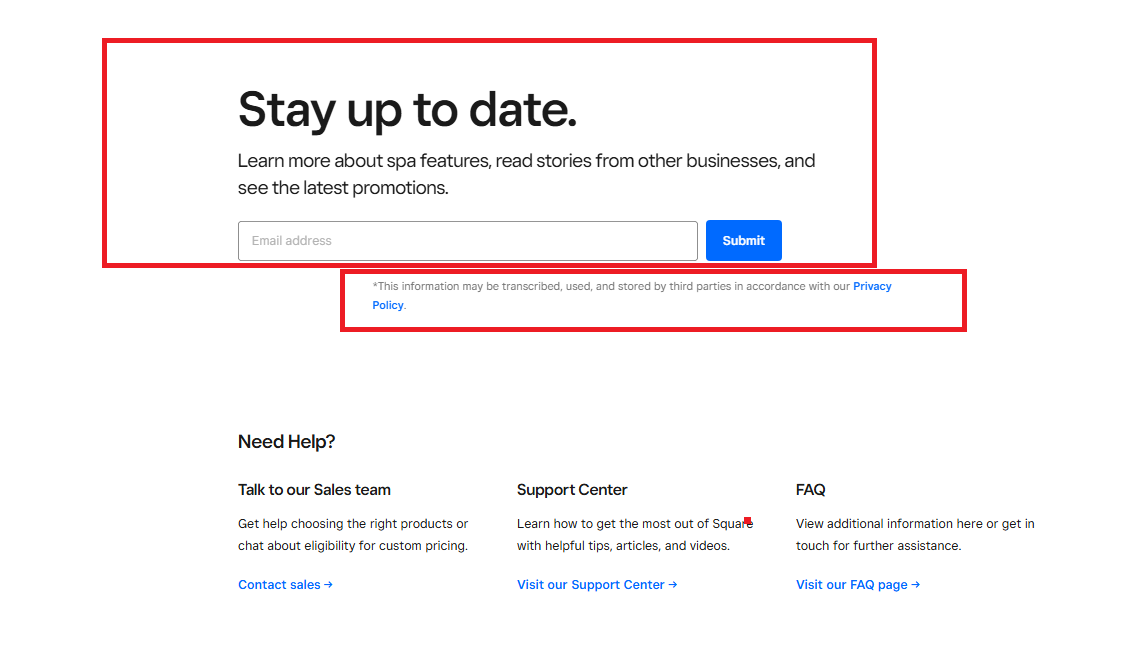 Stay up to date.
Learn more about spa features, read stories from other businesses, and
see the latest promotions.
Email address
Submit
*This information may be transcribed, used, and stored by third parties in accordance with our Privacy
Policy.
Need Help?
Talk to our Sales team
Get help choosing the right products or
chat about eligibility for custom pricing.
Contact sales →
Support Center
Learn how to get the most out of Square
with helpful tips, articles, and videos.
Visit our Support Center →
FAQ
View additional information here or get in
touch for further assistance.
Visit our FAQ page →